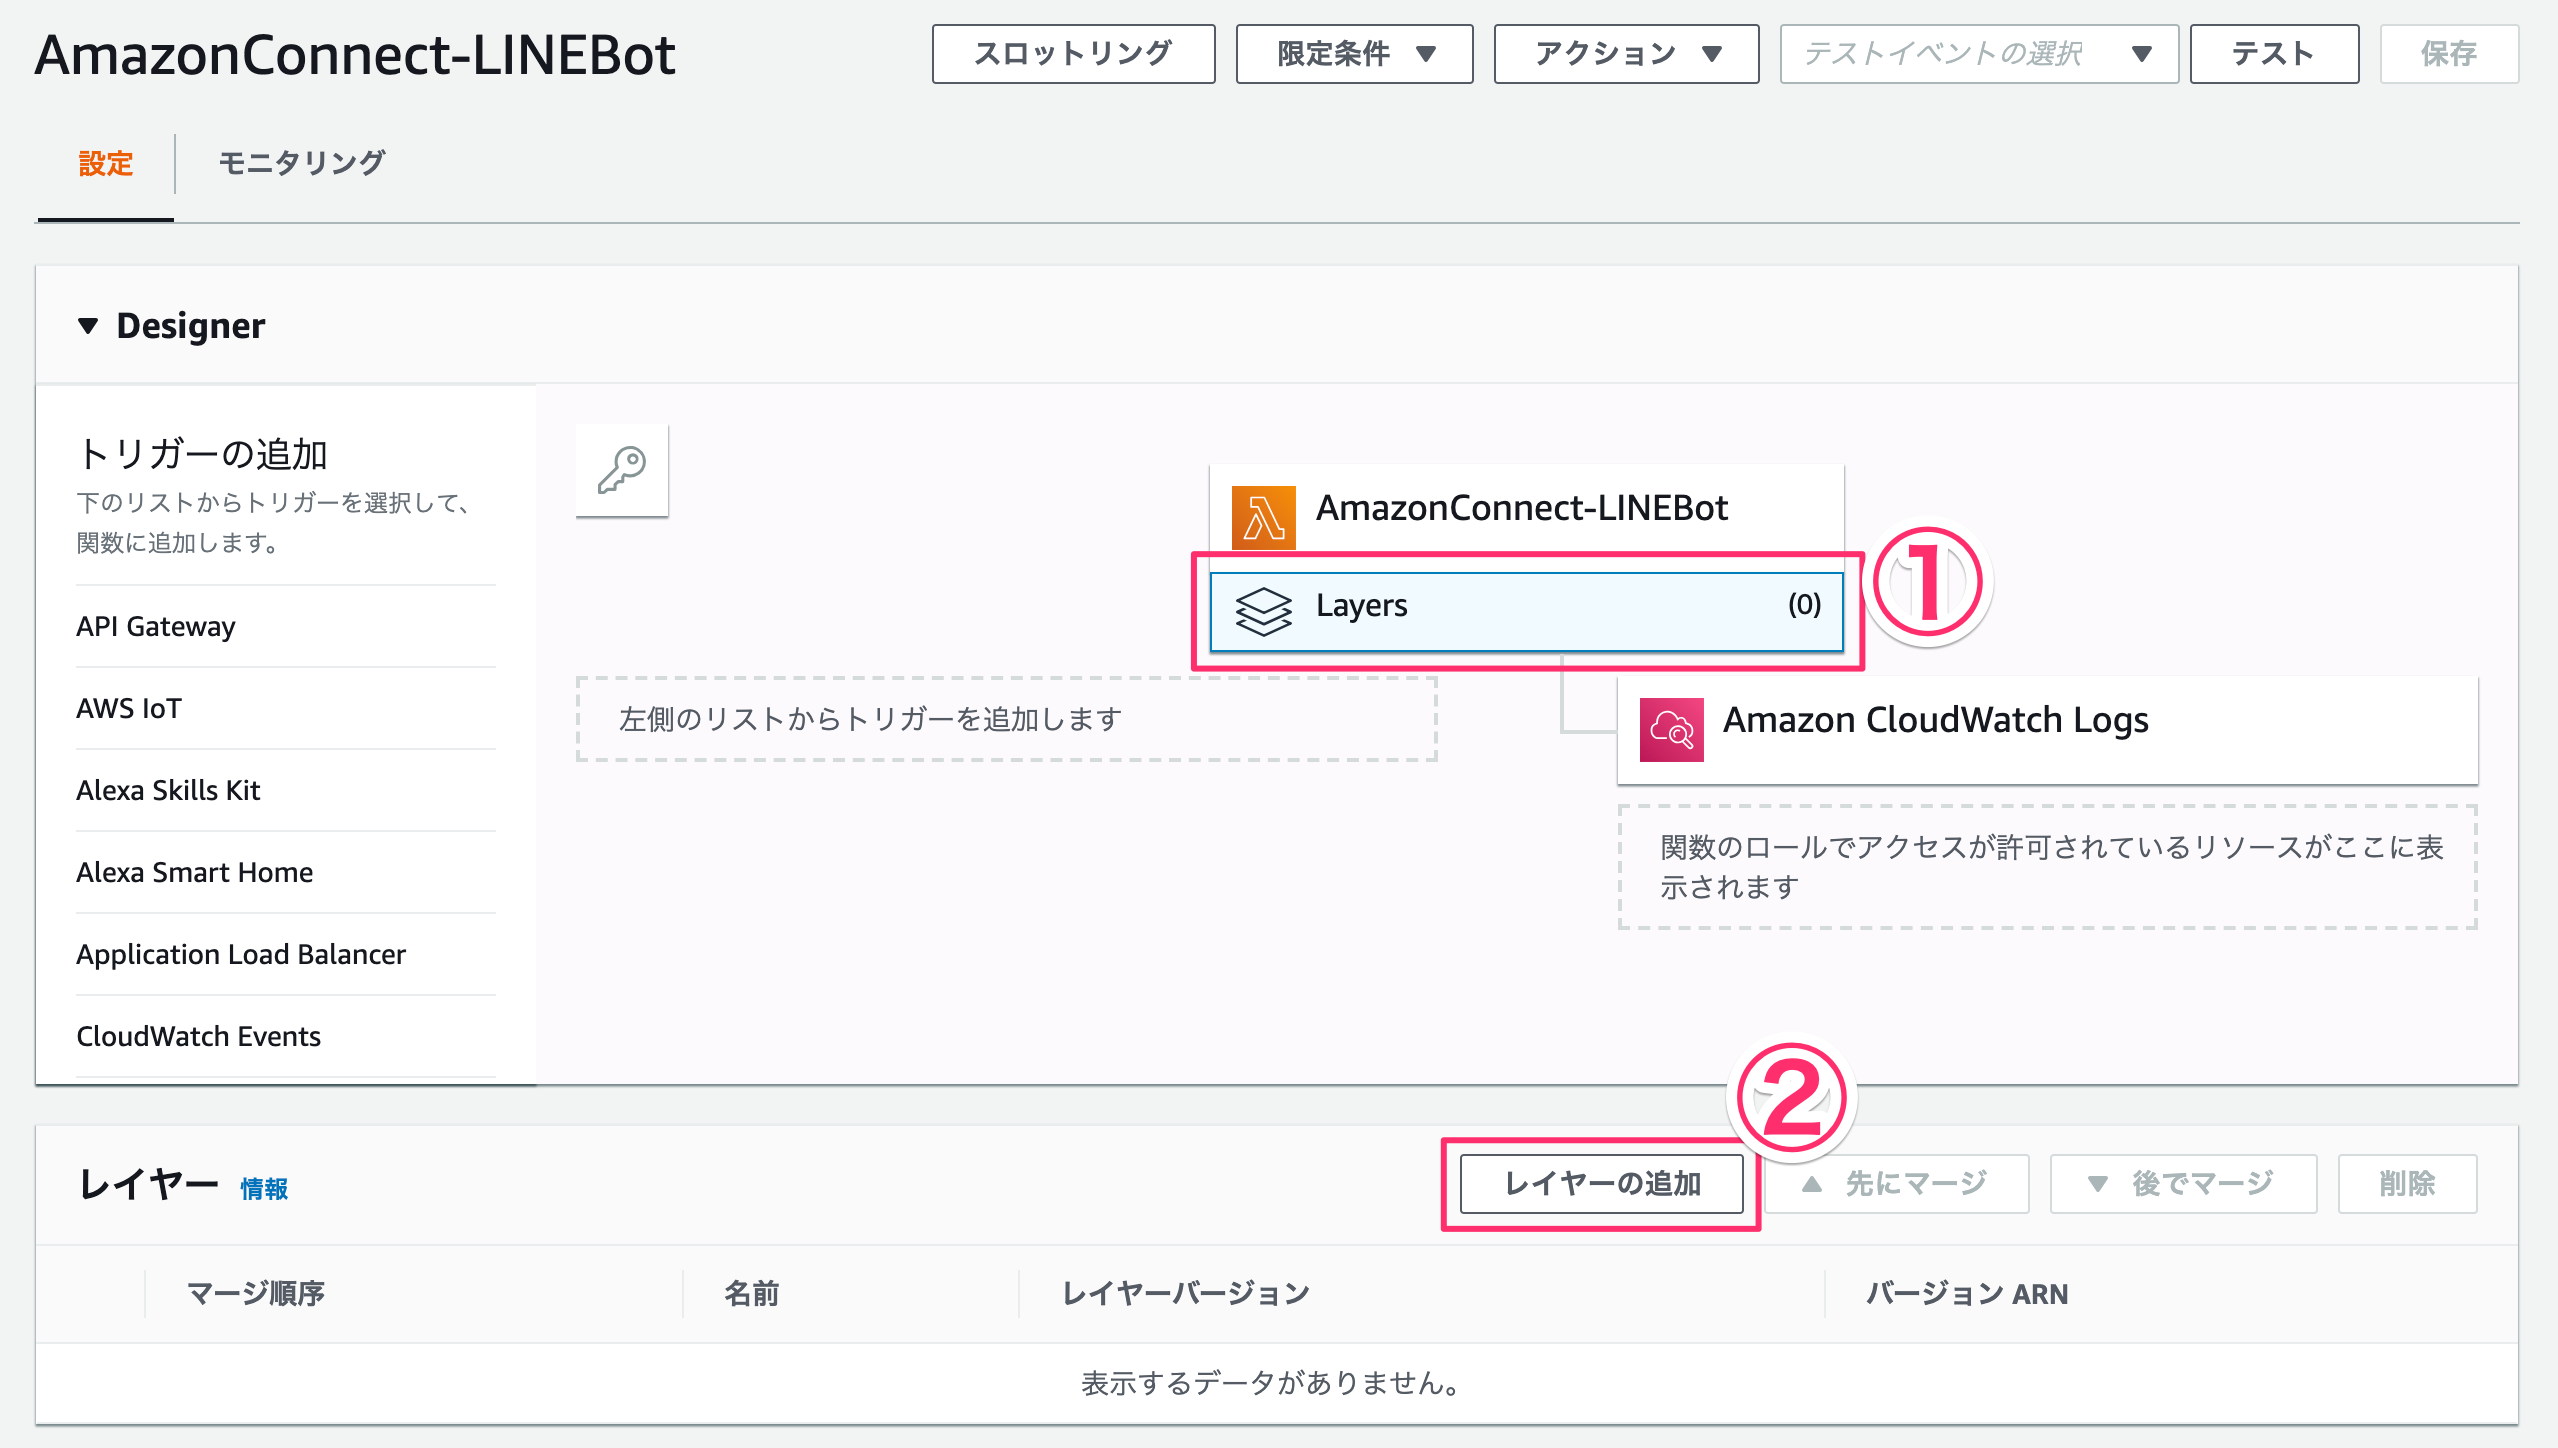 AmazonConnect-LINEBot
スロットリング
限定条件
アクション
テストイベントの選択
テスト
保存
設定
モニタリング
Designer
トリガーの追加
下のリストからトリガーを選択して、
関数に追加します。
API Gateway
AWS IoT
Alexa Skills Kit
Alexa Smart Home
Application Load Balancer
CloudWatch Events
AmazonConnect-LINEBot
Layers (0)
①
左側のリストからトリガーを追加します
Amazon CloudWatch Logs
関数のロールでアクセスが許可されているリソースがここに表
示されます
②
レイヤー 情報
レイヤーの追加
先にマージ
後でマージ
削除
マージ順序
名前
レイヤーバージョン
バージョン ARN
表示するデータがありません。